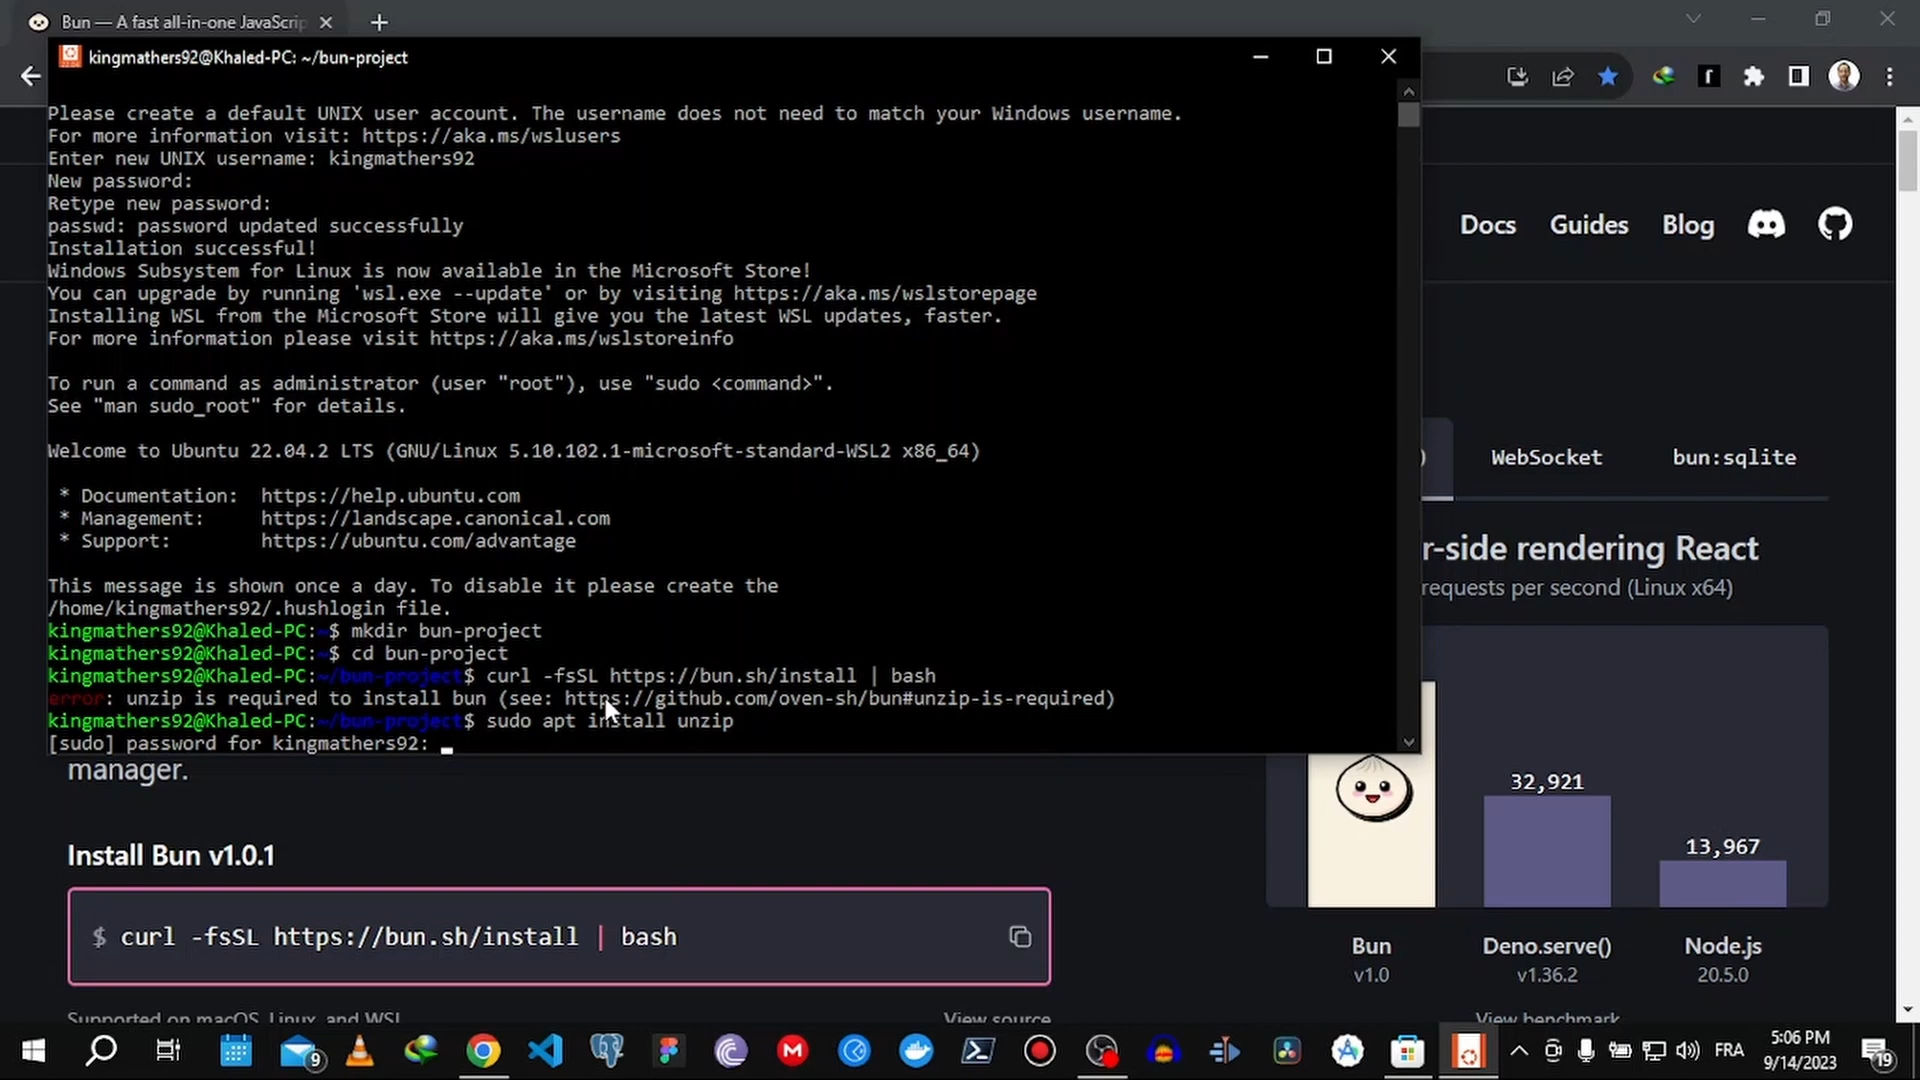 Bun — A fast all-in-one JavaScrip
kingmathers92@Khaled-PC: ~/bun-project
Please create a default UNIX user account. The username does not need to match your Windows username.
For more information visit: https://aka.ms/wslusers
Enter new UNIX username: kingmathers92
New password:
Retype new password:
passwd: password updated successfully
Installation successful!
Windows Subsystem for Linux is now available in the Microsoft Store!
You can upgrade by running 'wsl.exe --update' or by visiting https://aka.ms/wslstorepage
Installing WSL from the Microsoft Store will give you the latest WSL updates, faster.
For more information please visit https://aka.ms/wslstoreinfo
To run a command as administrator (user "root"), use "sudo <command>".
See "man sudo_root" for details.
Welcome to Ubuntu 22.04.2 LTS (GNU/Linux 5.10.102.1-microsoft-standard-WSL2 x86_64)
* Documentation: https://help.ubuntu.com
* Management: https://landscape.canonical.com
* Support: https://ubuntu.com/advantage
This message is shown once a day. To disable it please create the
/home/kingmathers92/.hushlogin file.
kingmathers92@Khaled-PC:~$ mkdir bun-project
kingmathers92@Khaled-PC:~$ cd bun-project
kingmathers92@Khaled-PC:~/bun-project$ curl -fsSL https://bun.sh/install | bash
error: unzip is required to install bun (see: https://github.com/oven-sh/bun#unzip-is-required)
kingmathers92@Khaled-PC:~/bun-project$ sudo apt install unzip
[sudo] password for kingmathers92:
Docs Guides Blog
) WebSocket bun:sqlite
r-side rendering React
requests per second (Linux x64)
32,921
13,967
Bun Deno.serve() Node.js
v1.0 v1.36.2 20.5.0
View benchmark
manager.
Install Bun v1.0.1
$ curl -fsSL https://bun.sh/install | bash
Supported on macOS, Linux, and WSL
View source
9
FRA
5:06 PM
9/14/2023
19